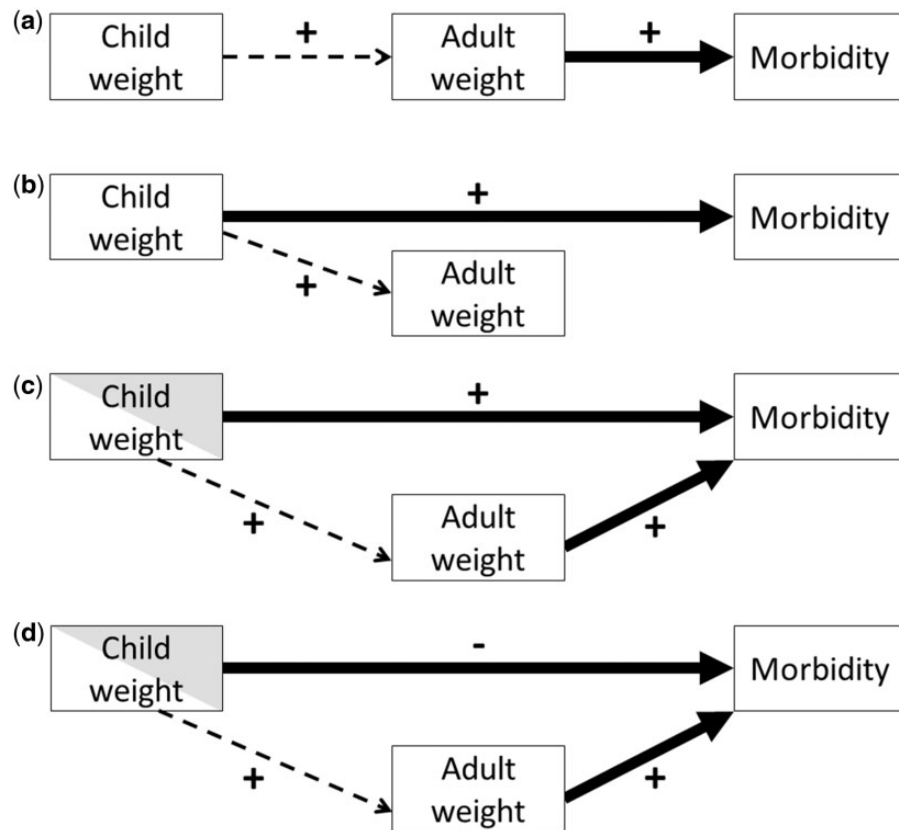 (a)
Child
weight
+
Adult
weight
+
Morbidity
(b)
Child
weight
+
Morbidity
+
Adult
weight
(c)
Child
weight
+
Morbidity
+
Adult
weight
+
(d)
Child
weight
-
Morbidity
+
Adult
weight
+